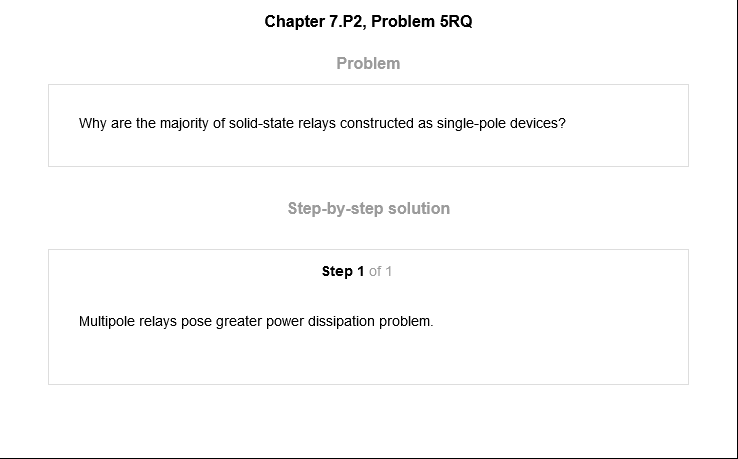 Chapter 7.P2, Problem 5RQ
Problem
Why are the majority of solid-state relays constructed as single-pole devices?
Step-by-step solution
Step 1 of 1
Multipole relays pose greater power dissipation problem.